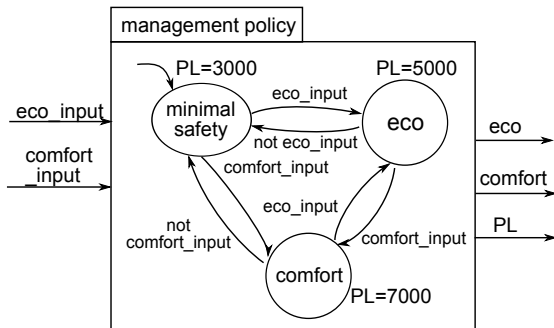 management policy
PL=3000
PL=5000
eco_input
eco_input
minimal
safety
eco
eco
not eco_input
comfort
_input
comfort_input
comfort
eco_input
not
comfort_input
comfort_input
PL
comfort
PL=7000